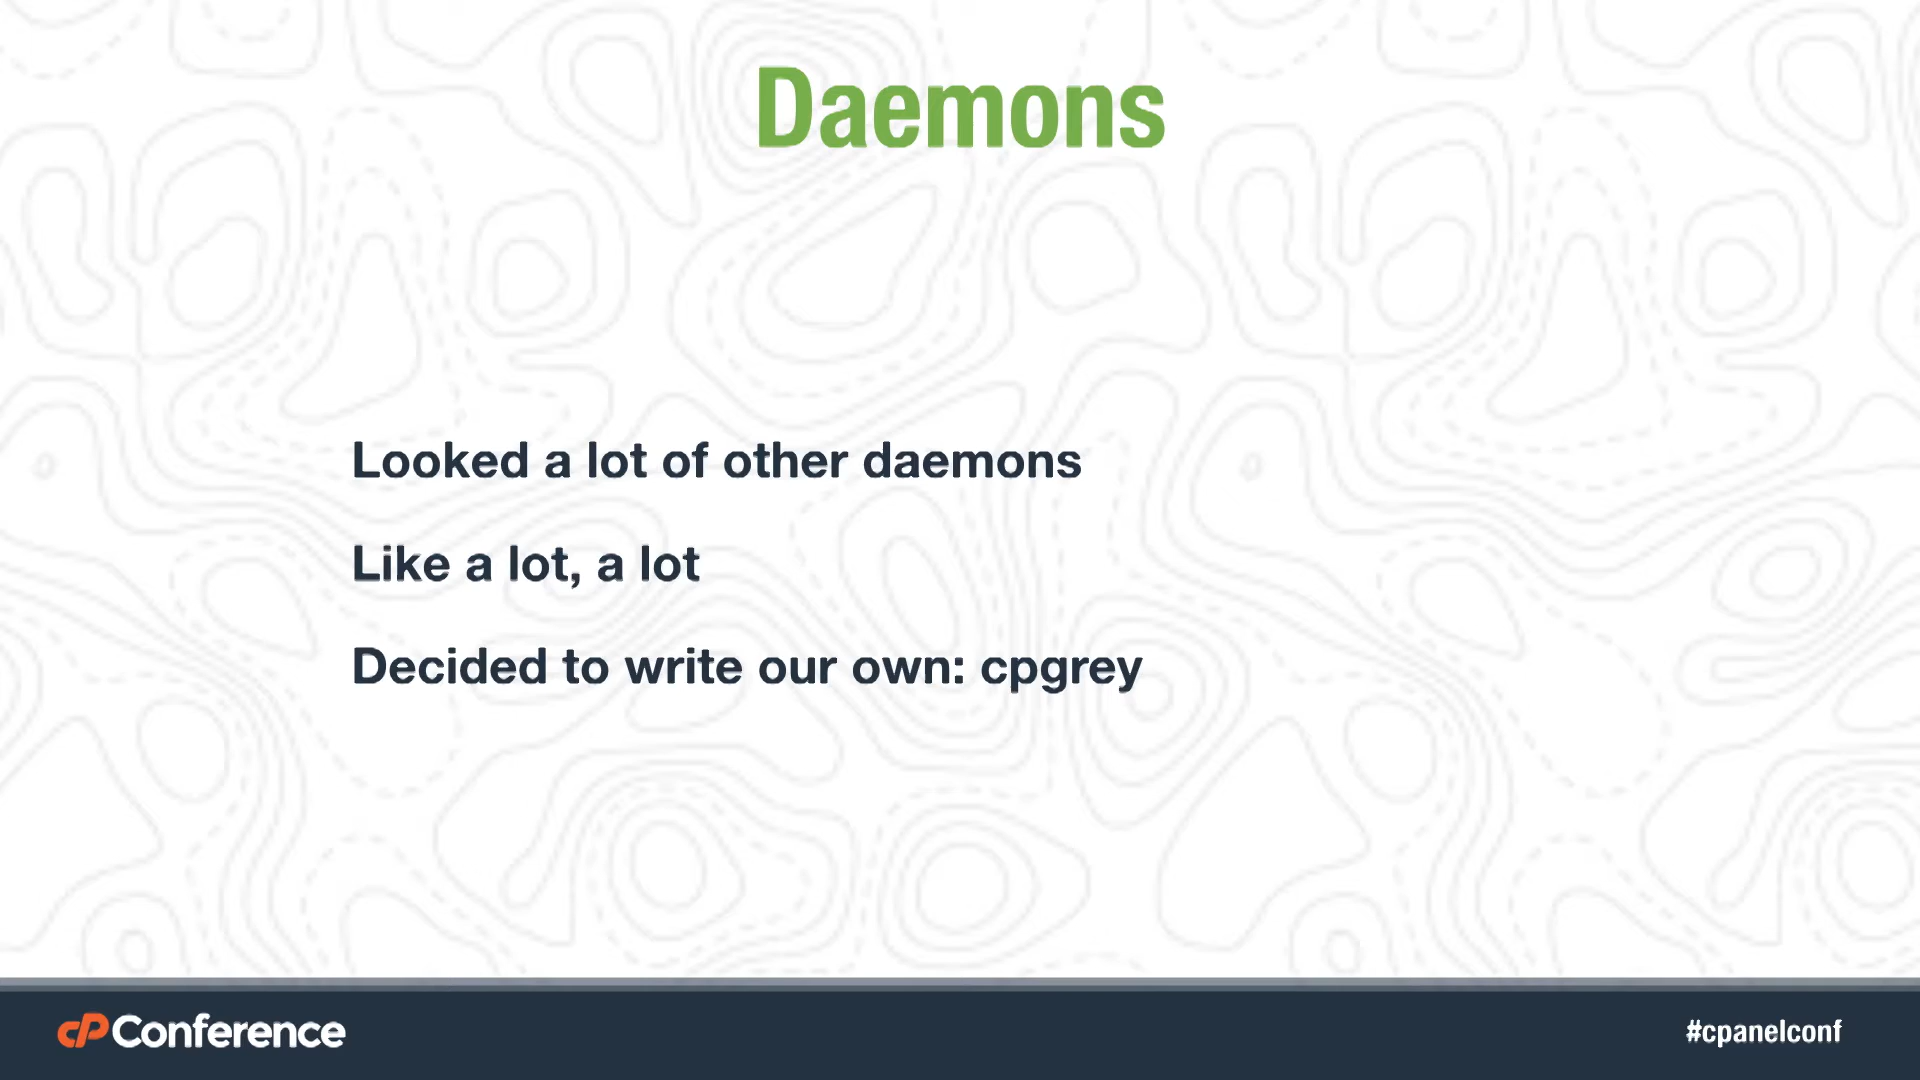 Daemons
Looked a lot of other daemons
Like a lot, a lot
Decided to write our own: cpgrey
cPConference
#cpanelconf